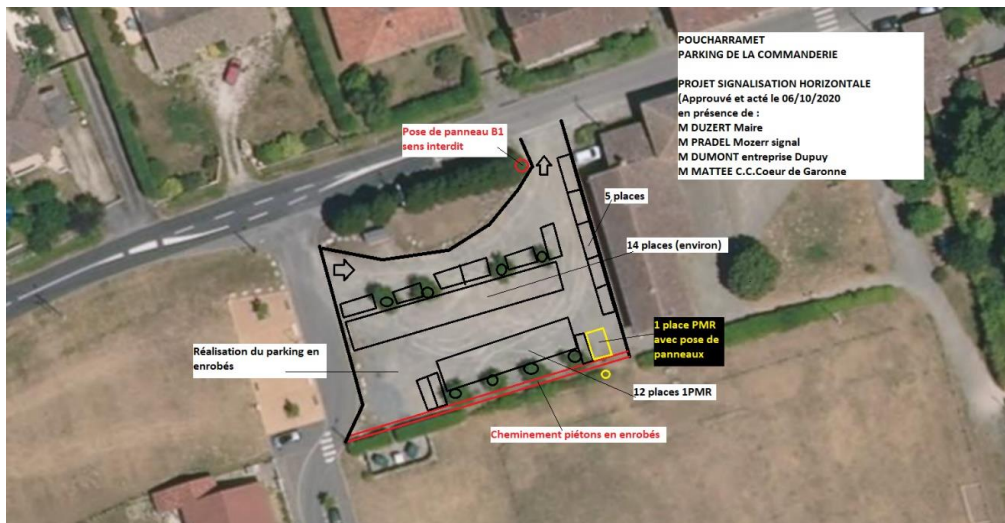 POUCHARRAMET
PARKING DE LA COMMANDERIE
PROJET SIGNALISATION HORIZONTALE
(Approuvé et acté le 06/10/2020
en présence de :
M DUZERT Maire
M PRADEL Mozerr signal
M DUMONT entreprise Dupuy
M MATTEE C.C.Coeur de Garonne
Pose de panneau B1
sens interdit
5 places
14 places (environ)
1 place PMR
avec pose de
panneaux
Réalisation du parking en
enrobés
12 places 1PMR
Cheminement piétons en enrobés